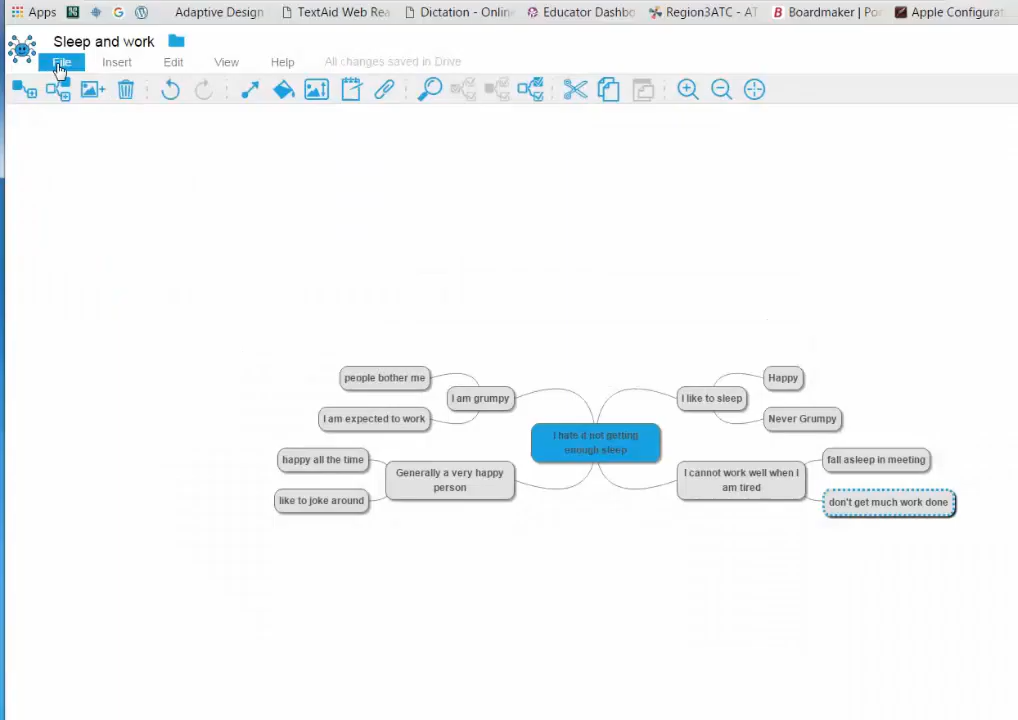 Apps Adaptive Design TextAid Web Rea Dictation - Onlin Educator Dashbo Region3ATC - AT Boardmaker | Po Apple Configurat
Sleep and work
File Insert Edit View Help All changes saved in Drive
people bother me
I am grumpy
I am expected to work
happy all the time
Generally a very happy
person
like to joke around
I hate d not getting
enough sleep
Happy
I like to sleep
Never Grumpy
fall asleep in meeting
I cannot work well when I
am tired
don't get much work done